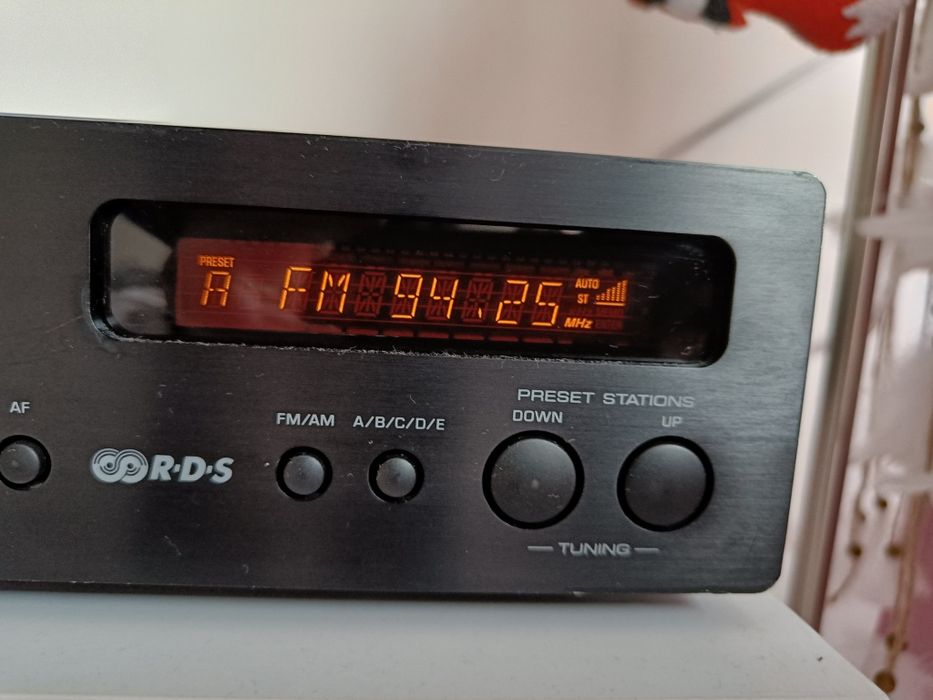 PRESET
A FM 94.25 MHz
AUTO
ST
PRESET STATIONS
AF
FM/AM
A/B/C/D/E
DOWN
UP
R·D·S
TUNING